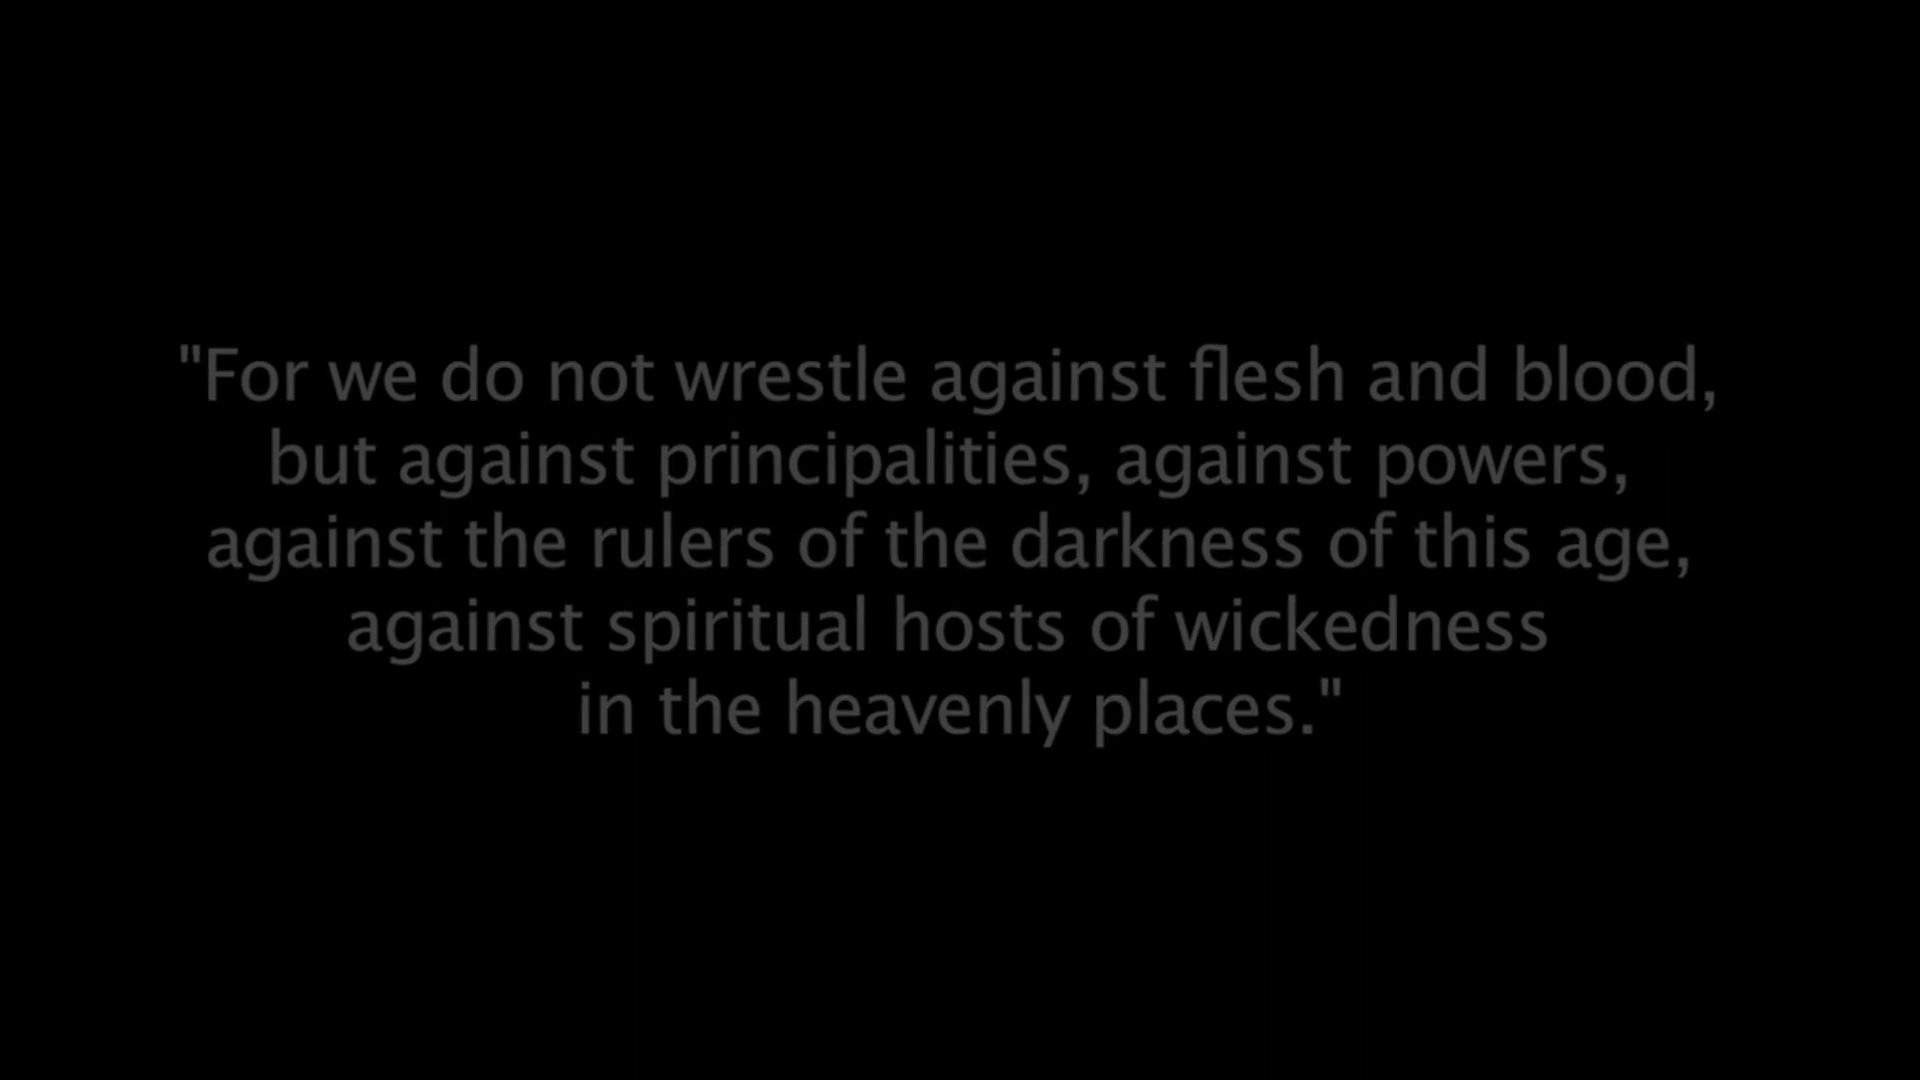 "For we do not wrestle against flesh and blood,
but against principalities, against powers,
against the rulers of the darkness of this age,
against spiritual hosts of wickedness
in the heavenly places."